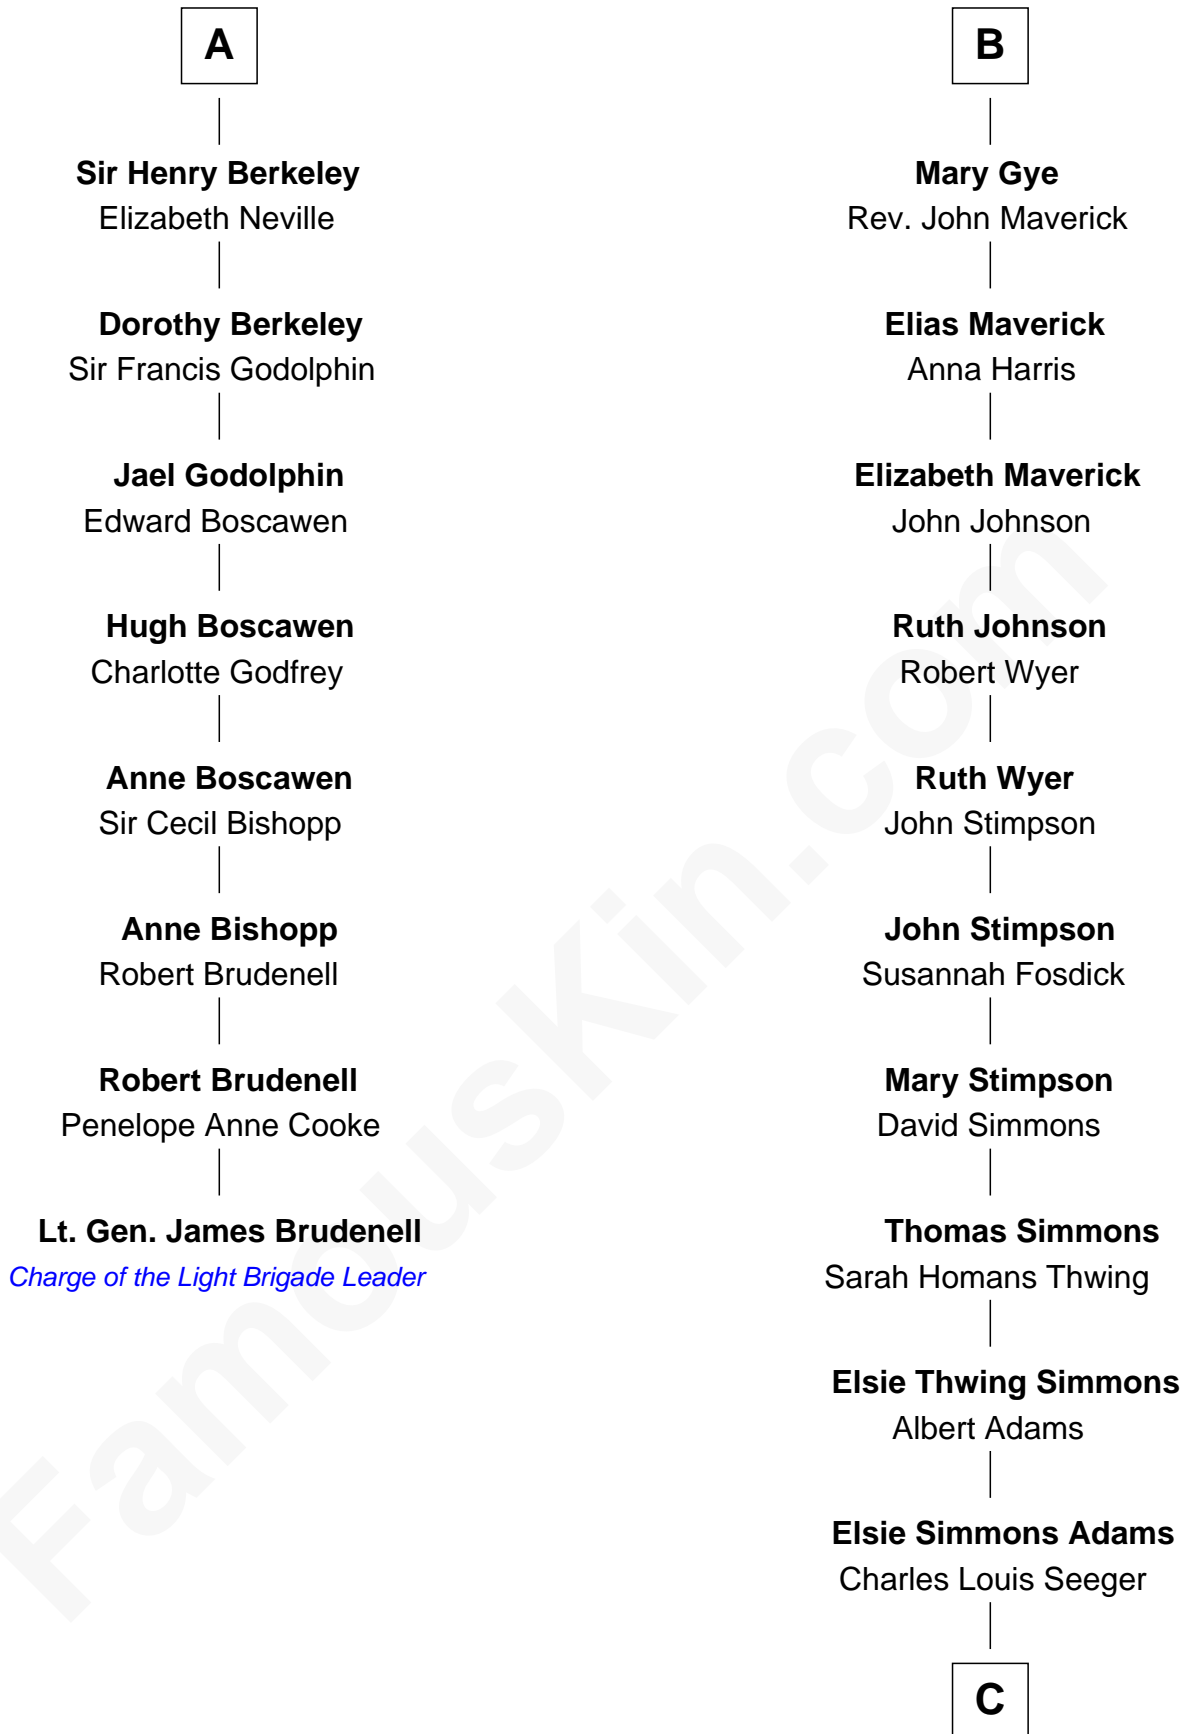 A
Sir Henry Berkeley
Elizabeth Neville
Dorothy Berkeley
Sir Francis Godolphin
Jael Godolphin
Edward Boscawen
Hugh Boscawen
Charlotte Godfrey
Anne Boscawen
Sir Cecil Bishopp
Anne Bishopp
Robert Brudenell
Robert Brudenell
Penelope Anne Cooke
Lt. Gen. James Brudenell
Charge of the Light Brigade Leader
B
Mary Gye
Rev. John Maverick
Elias Maverick
Anna Harris
Elizabeth Maverick
John Johnson
Ruth Johnson
Robert Wyer
Ruth Wyer
John Stimpson
John Stimpson
Susannah Fosdick
Mary Stimpson
David Simmons
Thomas Simmons
Sarah Homans Thwing
Elsie Thwing Simmons
Albert Adams
Elsie Simmons Adams
Charles Louis Seeger
C
FamousKin.com